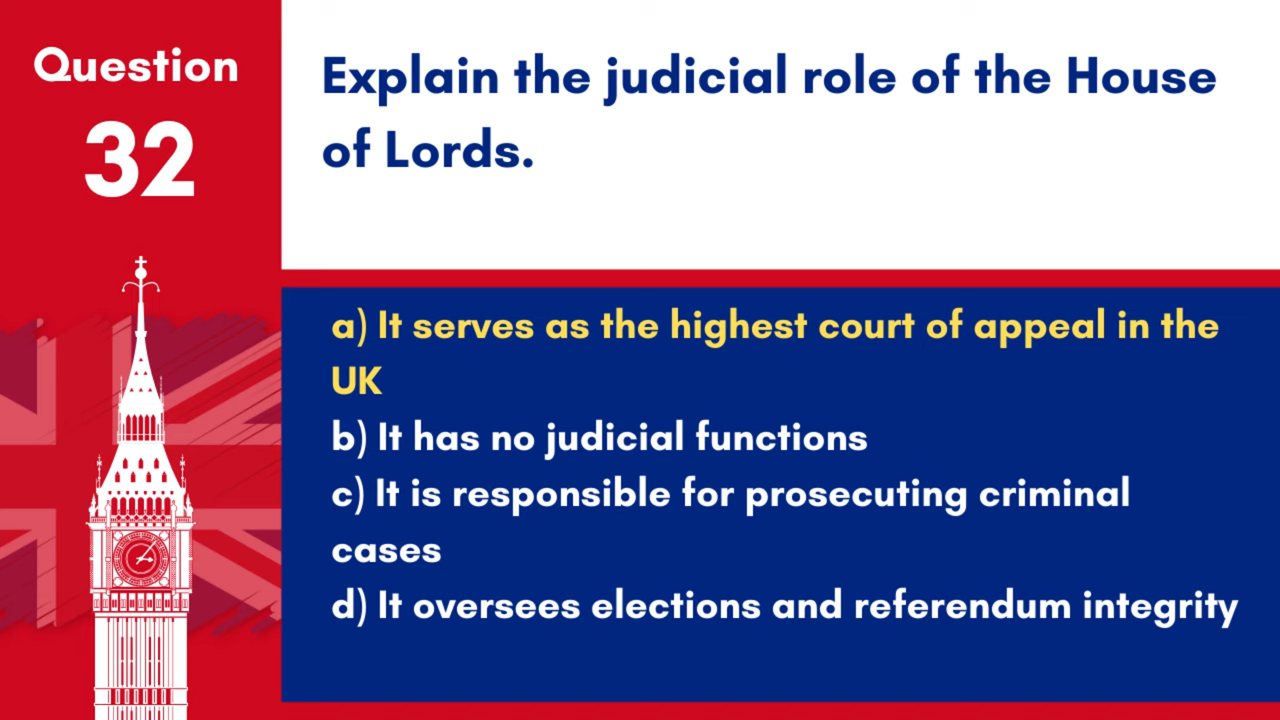 Question
32
Explain the judicial role of the House
of Lords.
a) It serves as the highest court of appeal in the
UK
b) It has no judicial functions
c) It is responsible for prosecuting criminal
cases
d) It oversees elections and referendum integrity